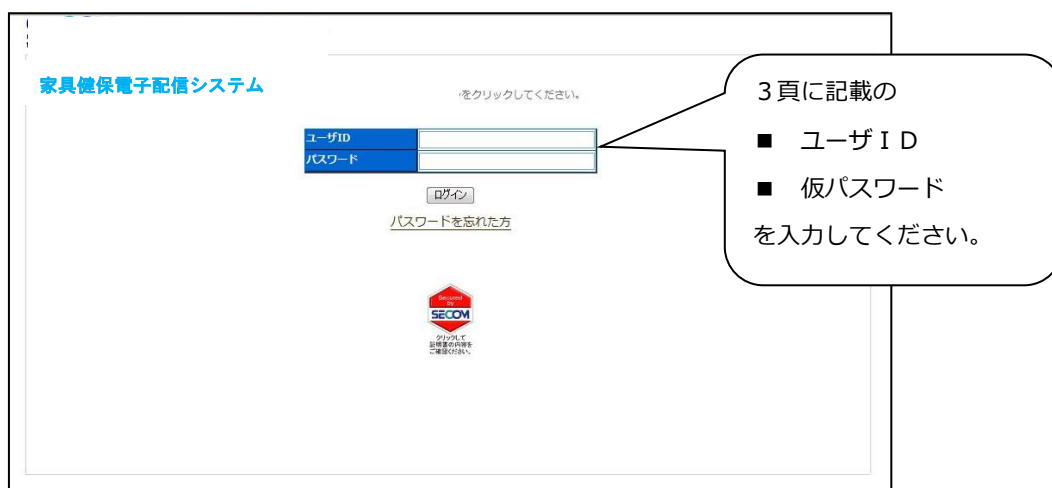 家具健保電子配信システム
をクリックしてください。
ユーザID
パスワード
ログイン
パスワードを忘れた方
Secured
by
SECOM
クリックして
証明書の内容を
ご確認ください。
３頁に記載の
■ ユーザＩＤ
■ 仮パスワード
を入力してください。